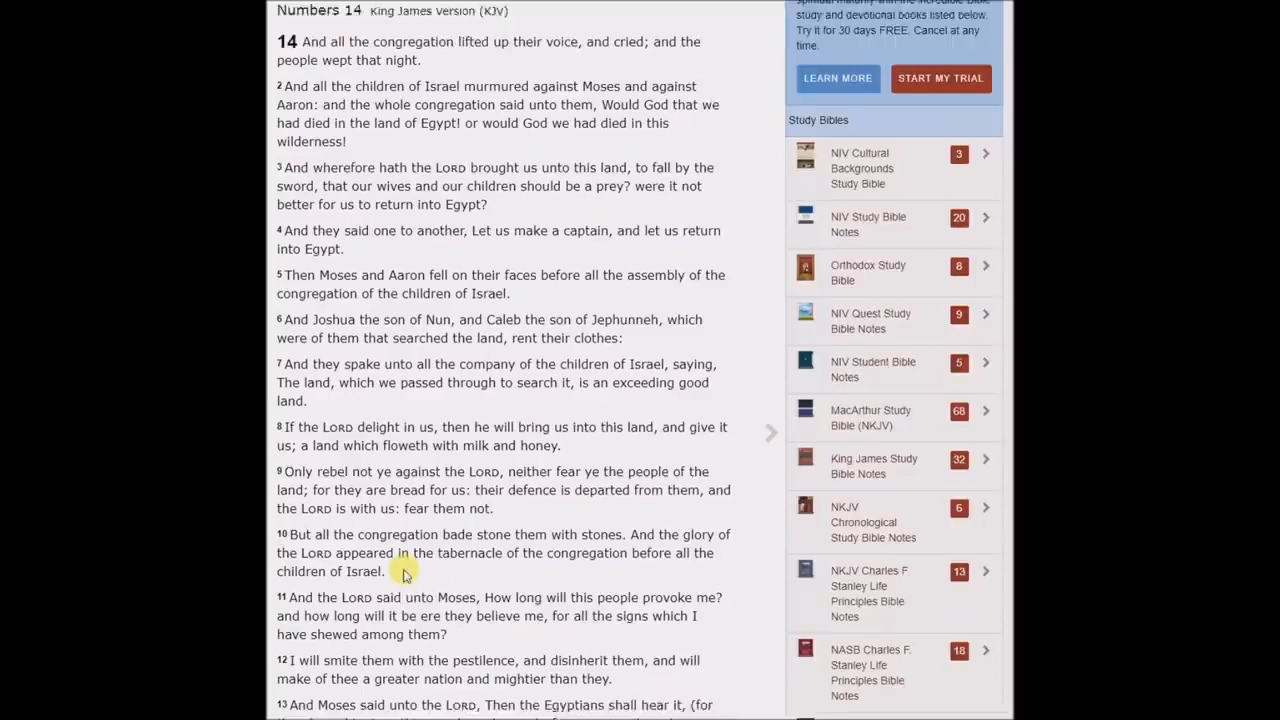 Numbers 14 King James Version (KJV)
14 And all the congregation lifted up their voice, and cried; and the
people wept that night.
2 And all the children of Israel murmured against Moses and against
Aaron: and the whole congregation said unto them, Would God that we
had died in the land of Egypt! or would God we had died in this
wilderness!
3 And wherefore hath the LORD brought us unto this land, to fall by the
sword, that our wives and our children should be a prey? were it not
better for us to return into Egypt?
4 And they said one to another, Let us make a captain, and let us return
into Egypt.
5 Then Moses and Aaron fell on their faces before all the assembly of the
congregation of the children of Israel.
6 And Joshua the son of Nun, and Caleb the son of Jephunneh, which
were of them that searched the land, rent their clothes:
7 And they spake unto all the company of the children of Israel, saying,
The land, which we passed through to search it, is an exceeding good
land.
8 If the LORD delight in us, then he will bring us into this land, and give it
us; a land which floweth with milk and honey.
9 Only rebel not ye against the LORD, neither fear ye the people of the
land; for they are bread for us: their defence is departed from them, and
the LORD is with us: fear them not.
10 But all the congregation bade stone them with stones. And the glory of
the LORD appeared in the tabernacle of the congregation before all the
children of Israel.
11 And the LORD said unto Moses, How long will this people provoke me?
and how long will it be ere they believe me, for all the signs which I
have shewed among them?
12 I will smite them with the pestilence, and disinherit them, and will
make of thee a greater nation and mightier than they.
13 And Moses said unto the LORD, Then the Egyptians shall hear it, (for
spiritual maturity with the incredible Bible
study and devotional books listed below.
Try it for 30 days FREE. Cancel at any
time.
LEARN MORE START MY TRIAL
Study Bibles
NIV Cultural 3
Backgrounds
Study Bible
NIV Study Bible 20
Notes
Orthodox Study 8
Bible
NIV Quest Study 9
Bible Notes
NIV Student Bible 5
Notes
MacArthur Study 68
Bible (NKJV)
King James Study 32
Bible Notes
NKJV 6
Chronological
Study Bible Notes
NKJV Charles F. 13
Stanley Life
Principles Bible
Notes
NASB Charles F. 18
Stanley Life
Principles Bible
Notes